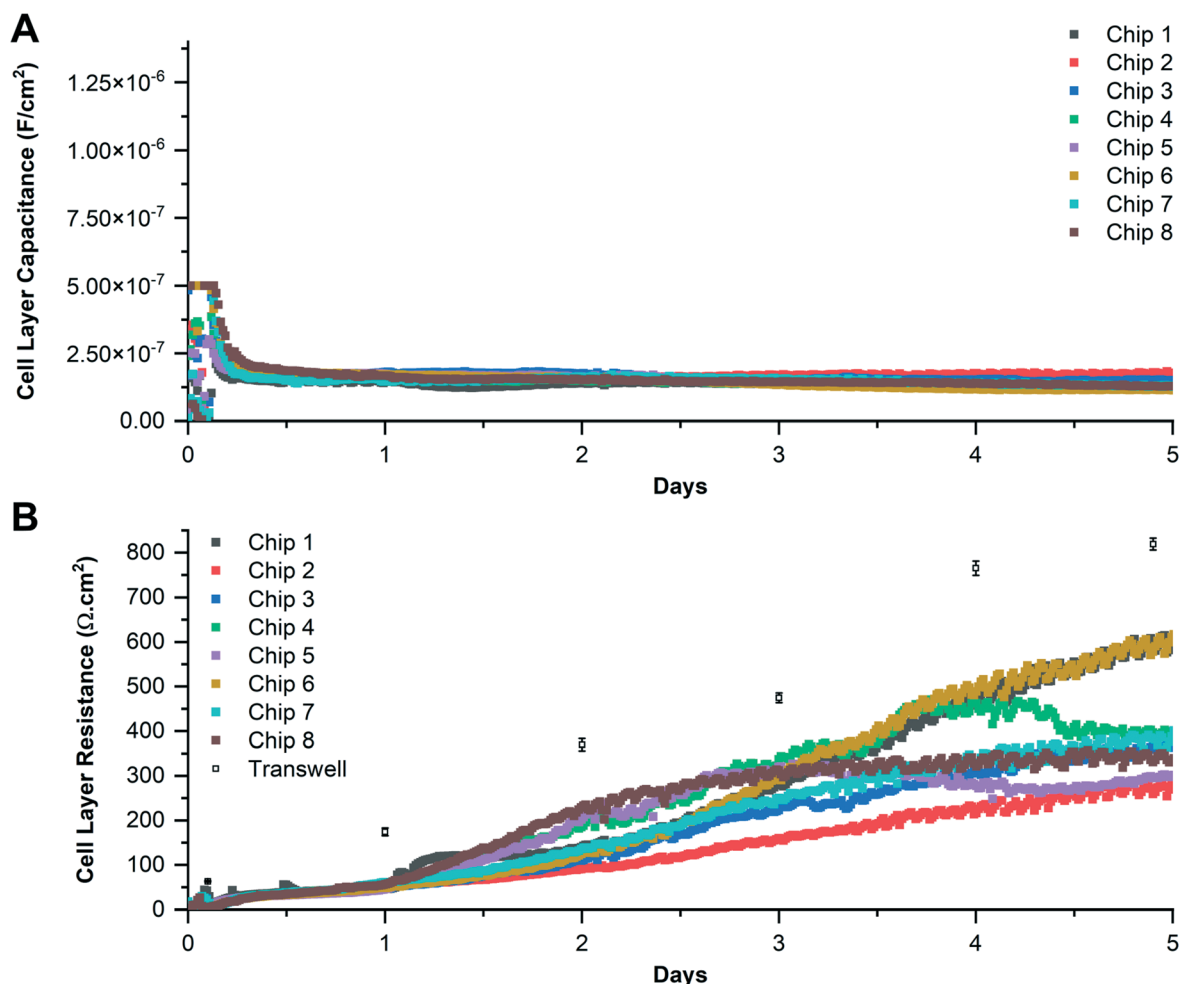 A
Cell Layer Capacitance (F/cm²)
1.25×10⁻⁶
1.00×10⁻⁶
7.50×10⁻⁷
5.00×10⁻⁷
2.50×10⁻⁷
0.00
0 1 2 3 4 5
Days
Chip 1
Chip 2
Chip 3
Chip 4
Chip 5
Chip 6
Chip 7
Chip 8
B
Cell Layer Resistance (Ω.cm²)
800
700
600
500
400
300
200
100
0
Chip 1
Chip 2
Chip 3
Chip 4
Chip 5
Chip 6
Chip 7
Chip 8
Transwell
0 1 2 3 4 5
Days